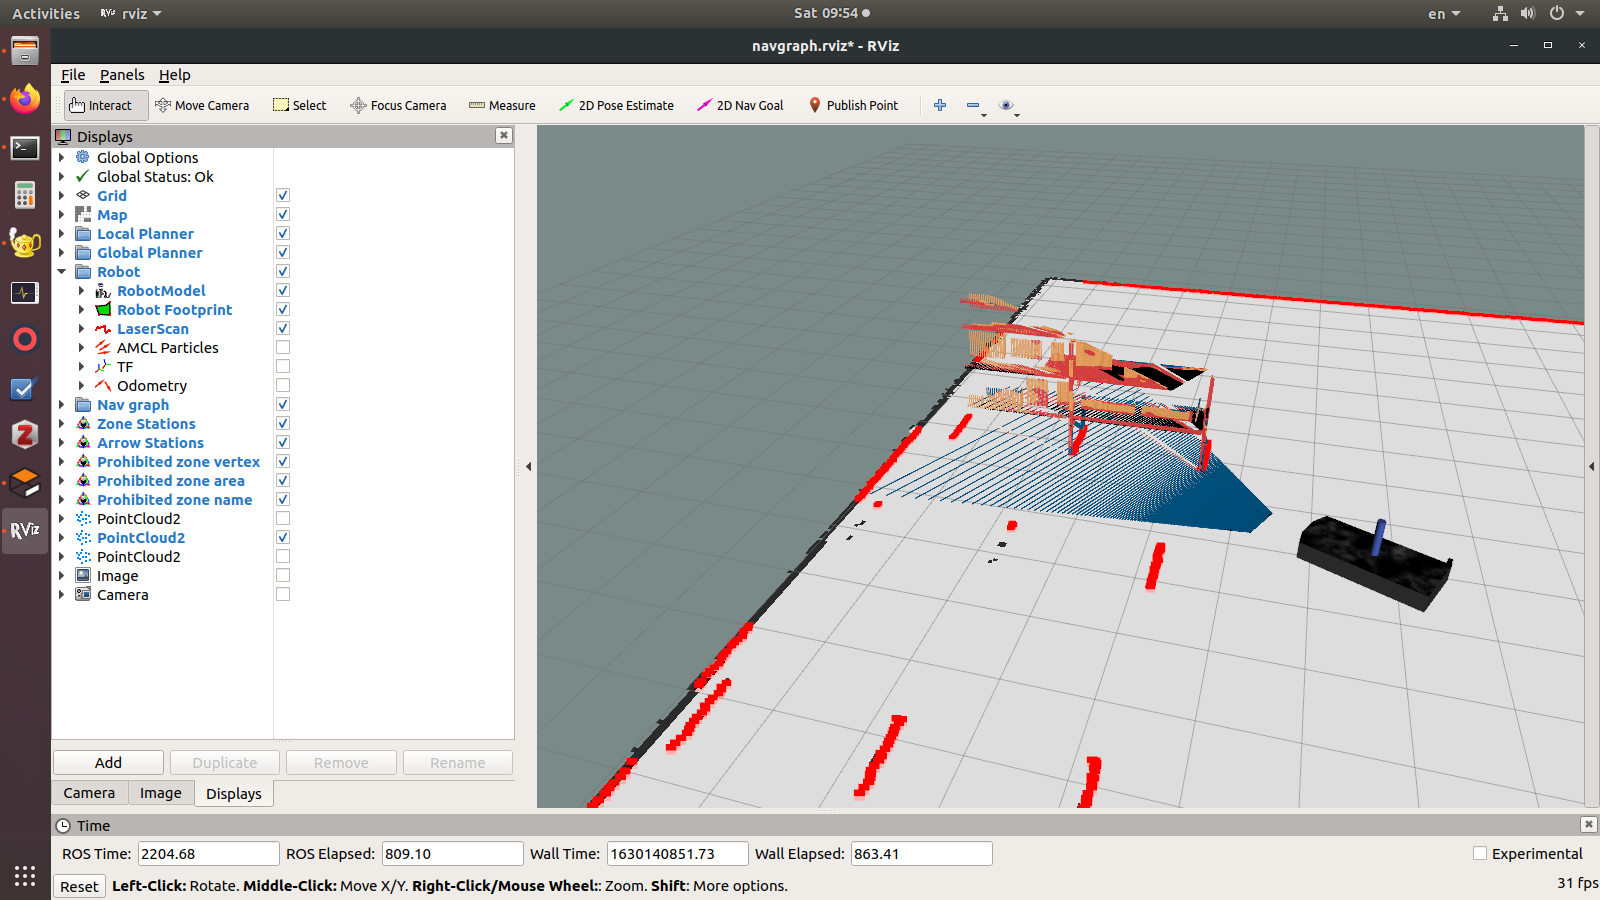 Activities RViz rviz Sat 09:54 en
navgraph.rviz* - RViz
File Panels Help
Interact Move Camera Select Focus Camera Measure 2D Pose Estimate 2D Nav Goal Publish Point
Displays
Global Options
Global Status: Ok
Grid
Map
Local Planner
Global Planner
Robot
RobotModel
Robot Footprint
LaserScan
AMCL Particles
TF
Odometry
Nav graph
Zone Stations
Arrow Stations
Prohibited zone vertex
Prohibited zone area
Prohibited zone name
PointCloud2
PointCloud2
PointCloud2
Image
Camera
RViz
Add Duplicate Remove Rename
Camera Image Displays
Time
ROS Time: 2204.68 ROS Elapsed: 809.10 Wall Time: 1630140851.73 Wall Elapsed: 863.41 Experimental
Reset Left-Click: Rotate. Middle-Click: Move X/Y. Right-Click/Mouse Wheel:: Zoom. Shift: More options. 31 fps